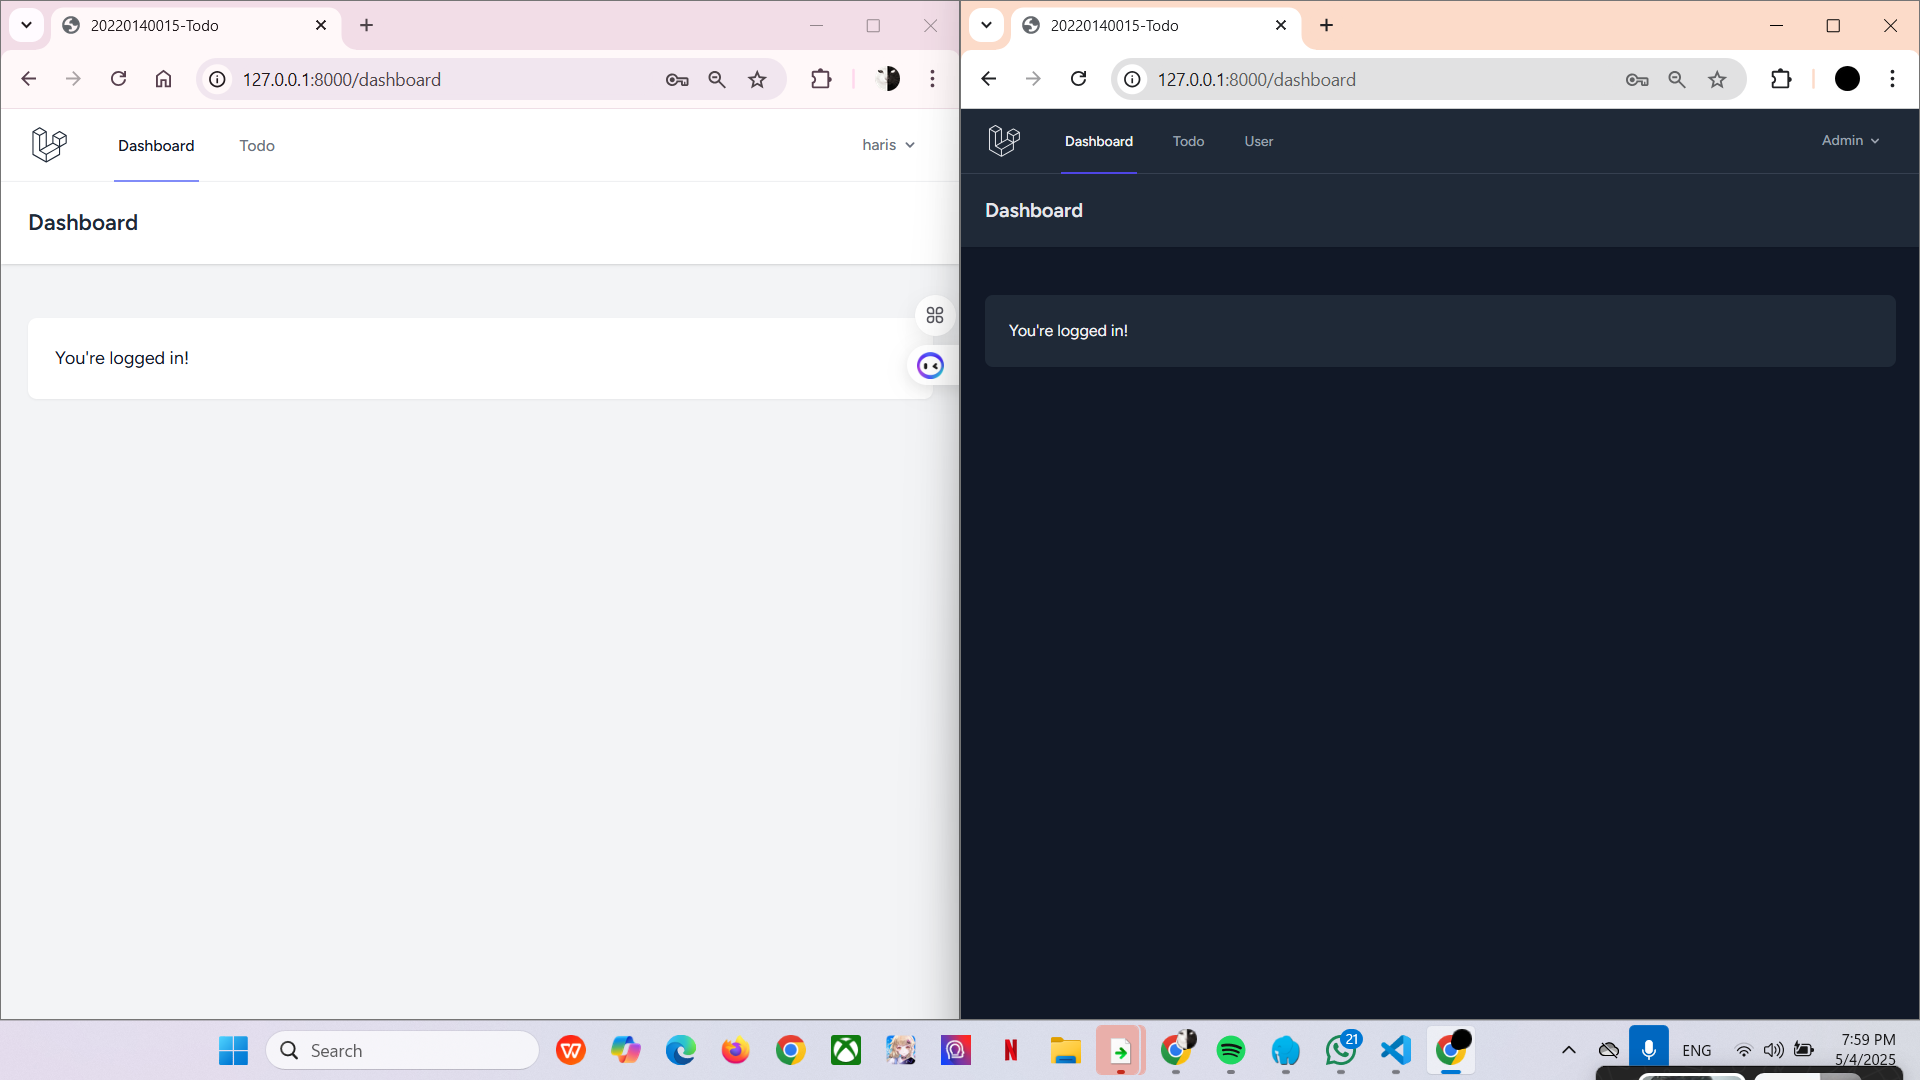 20220140015-Todo
127.0.0.1:8000/dashboard
Dashboard
Todo
haris
Dashboard
You're logged in!
20220140015-Todo
127.0.0.1:8000/dashboard
Dashboard
Todo
User
Admin
Dashboard
You're logged in!
Search
W
N
21
ENG
7:59 PM
5/4/2025